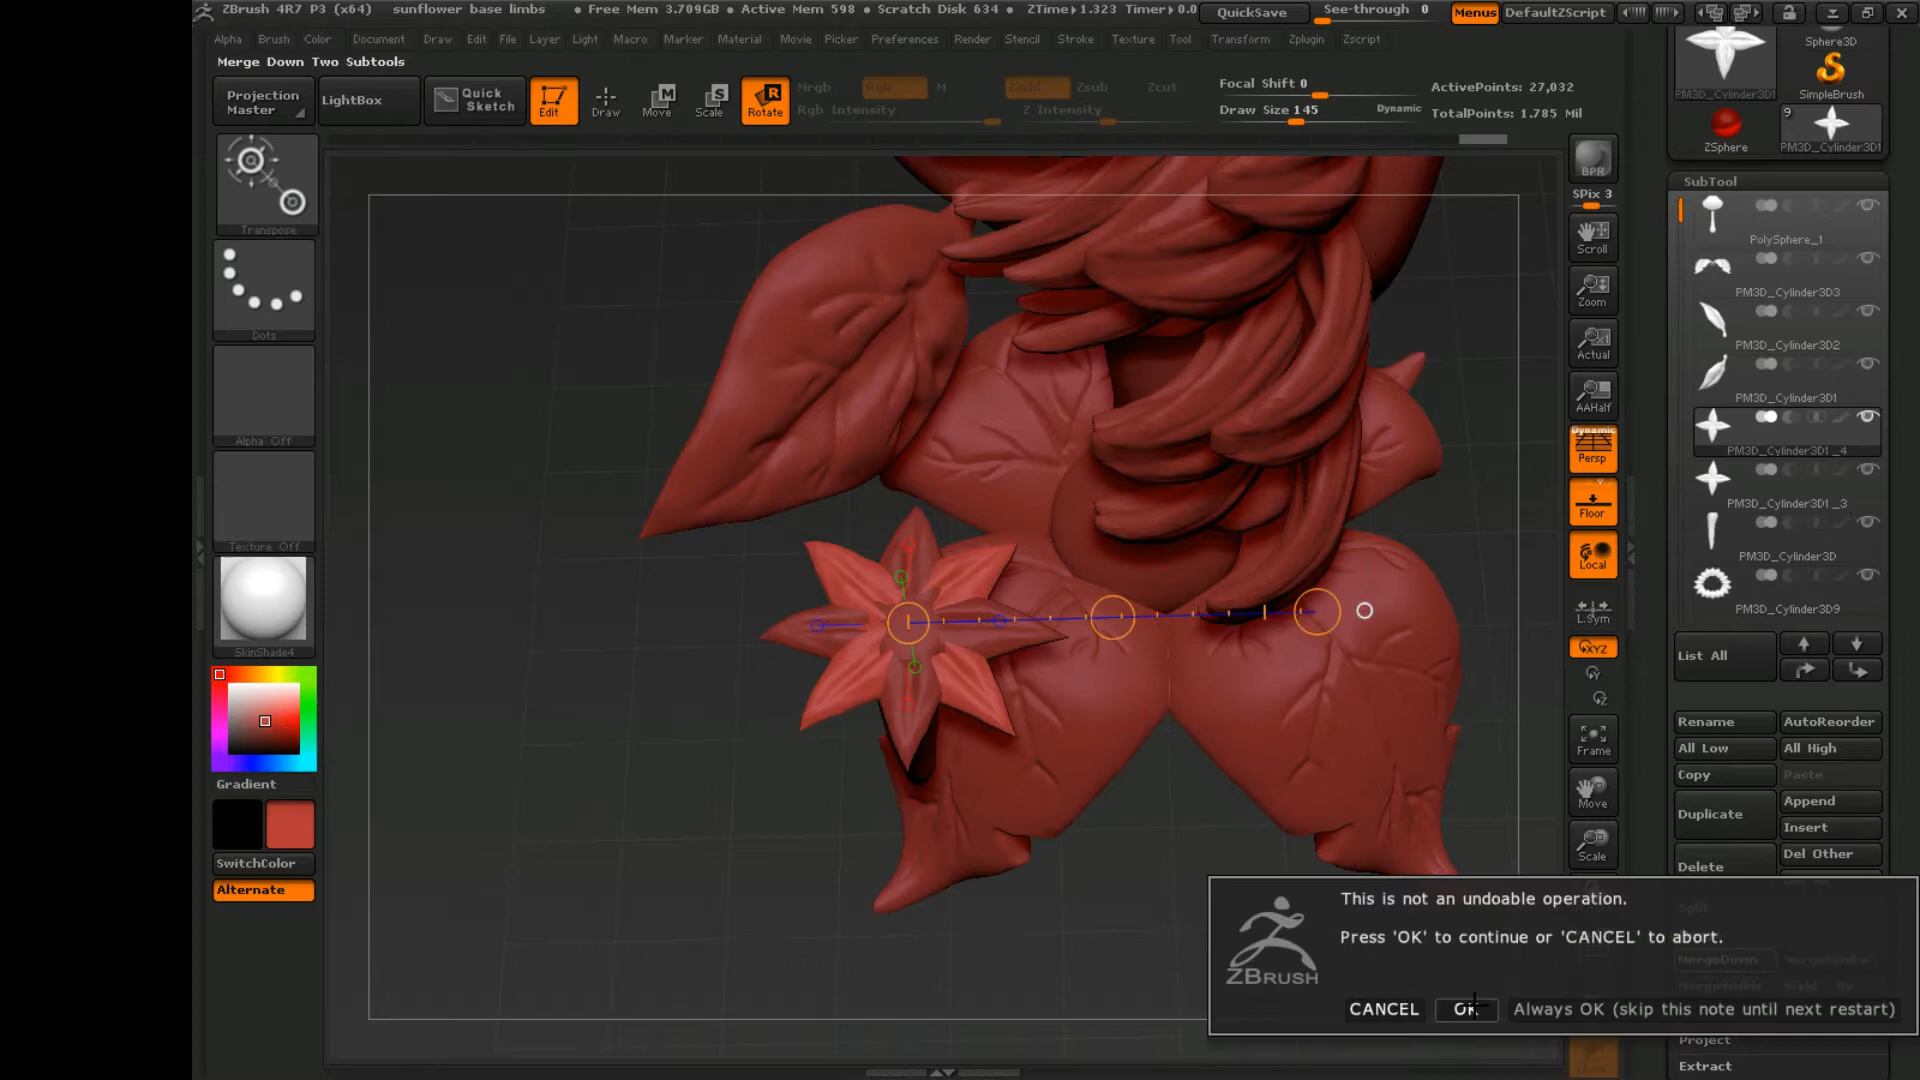 ZBrush 4R7 P3 (x64) sunflower base limbs • Free Mem 3.709GB • Active Mem 598 • Scratch Disk 634 • ZTime▸1.323 Timer▸0.0 QuickSave See-through 0 Menus DefaultZScript
Alpha Brush Color Document Draw Edit File Layer Light Macro Marker Material Movie Picker Preferences Render Stencil Stroke Texture Tool Transform Zplugin Zscript
Merge Down Two Subtools
Projection Master
LightBox
Quick Sketch
Edit
Draw
Move
Scale
Rotate
Mrgb Rgb M
Rgb Intensity
Zadd Zsub Zcut
Z Intensity
Focal Shift 0
Draw Size 145
Dynamic
ActivePoints: 27,032
TotalPoints: 1.785 Mil
Transpose
Dots
Alpha Off
Texture Off
SkinShade4
Gradient
SwitchColor
Alternate
BPR
SPix 3
Scroll
Zoom
Actual
AAHalf
Dynamic
Persp
Floor
Local
L.Sym
XYZ
Frame
Move
Scale
Sphere3D
PM3D_Cylinder3D1
SimpleBrush
ZSphere
9
PM3D_Cylinder3D1
SubTool
PolySphere_1
PM3D_Cylinder3D3
PM3D_Cylinder3D2
PM3D_Cylinder3D1
PM3D_Cylinder3D1_4
PM3D_Cylinder3D1_3
PM3D_Cylinder3D
PM3D_Cylinder3D9
List All
Rename AutoReorder
All Low All High
Copy Paste
Duplicate
Append
Insert
Delete
Del Other
Split
MergeDown
Project
Extract
This is not an undoable operation.
Press 'OK' to continue or 'CANCEL' to abort.
ZBRUSH
CANCEL OK Always OK (skip this note until next restart)